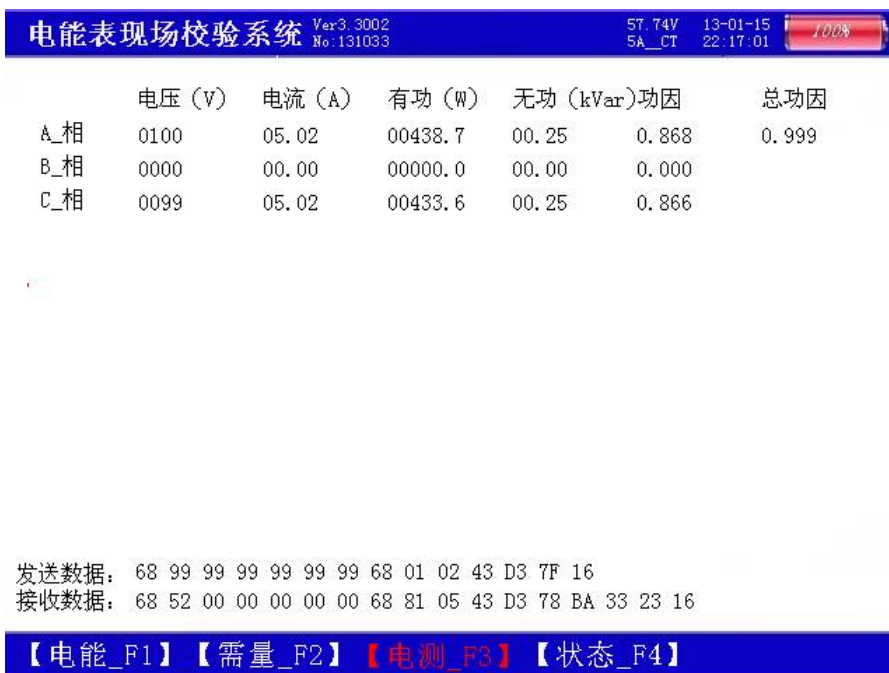 电能表现场校验系统 Ver3.3002 No:131033 57.74V 5A__CT 13-01-15 22:17:01 100%
电压（V） 电流（A） 有功（W） 无功（kVar）功因 总功因
A_相 0100 05.02 00438.7 00.25 0.868 0.999
B_相 0000 00.00 00000.0 00.00 0.000
C_相 0099 05.02 00433.6 00.25 0.866
发送数据： 68 99 99 99 99 99 99 68 01 02 43 D3 7F 16
接收数据： 68 52 00 00 00 00 00 68 81 05 43 D3 78 BA 33 23 16
【电能_F1】【需量_F2】【电测_F3】【状态_F4】